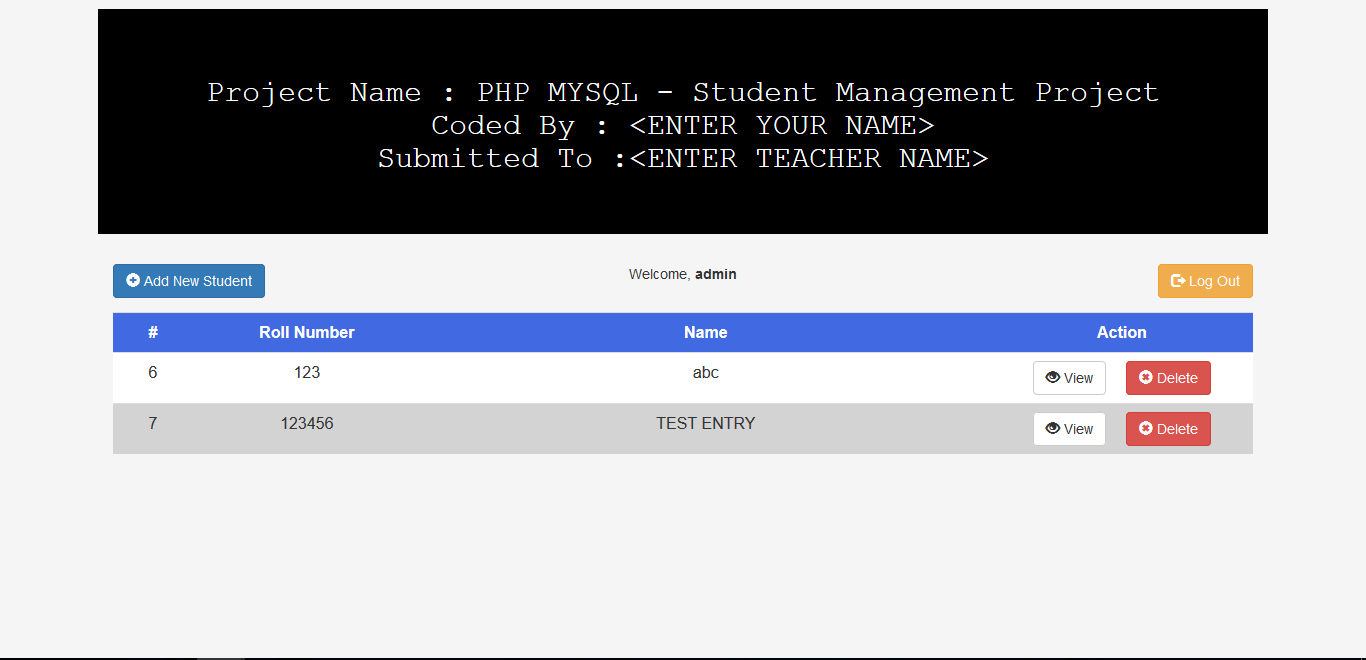 Project Name : PHP MYSQL - Student Management Project
Coded By : <ENTER YOUR NAME>
Submitted To :<ENTER TEACHER NAME>
Add New Student
Welcome, admin
Log Out
# Roll Number Name Action
6 123 abc View Delete
7 123456 TEST ENTRY View Delete